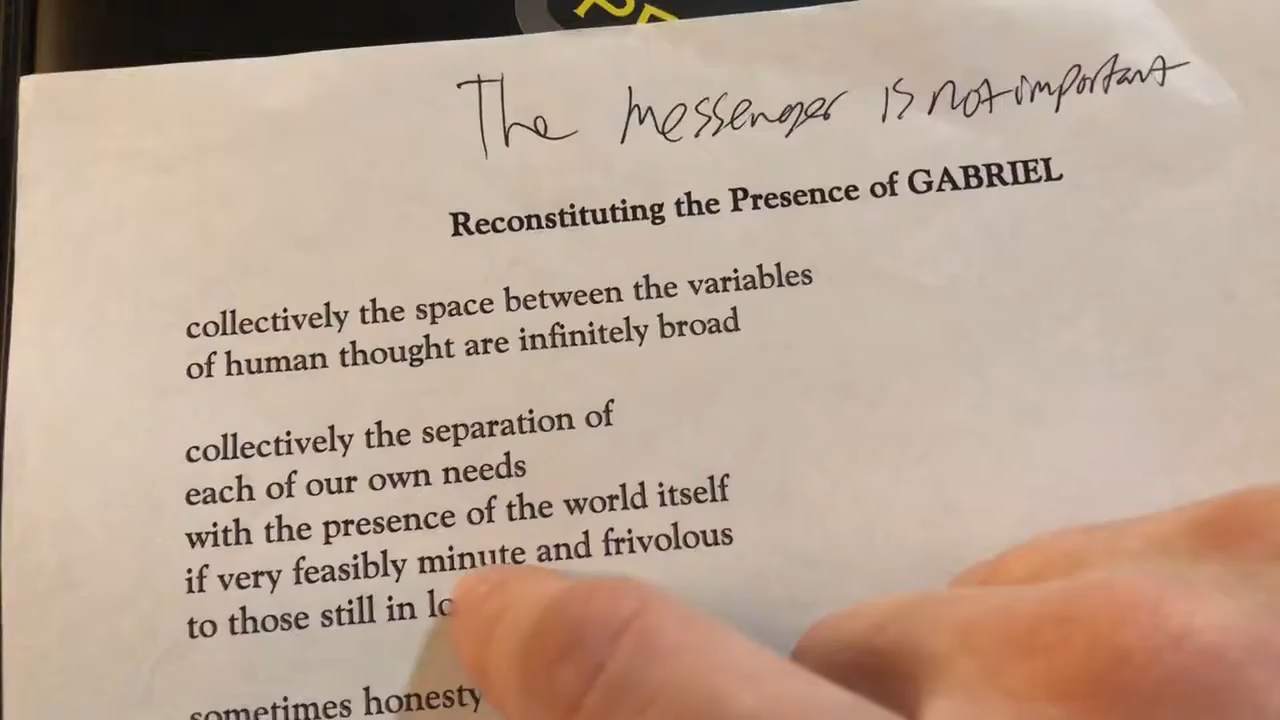 The messenger is not important
Reconstituting the Presence of GABRIEL
collectively the space between the variables
of human thought are infinitely broad
collectively the separation of
each of our own needs
with the presence of the world itself
if very feasibly minute and frivolous
to those still in
sometimes honesty